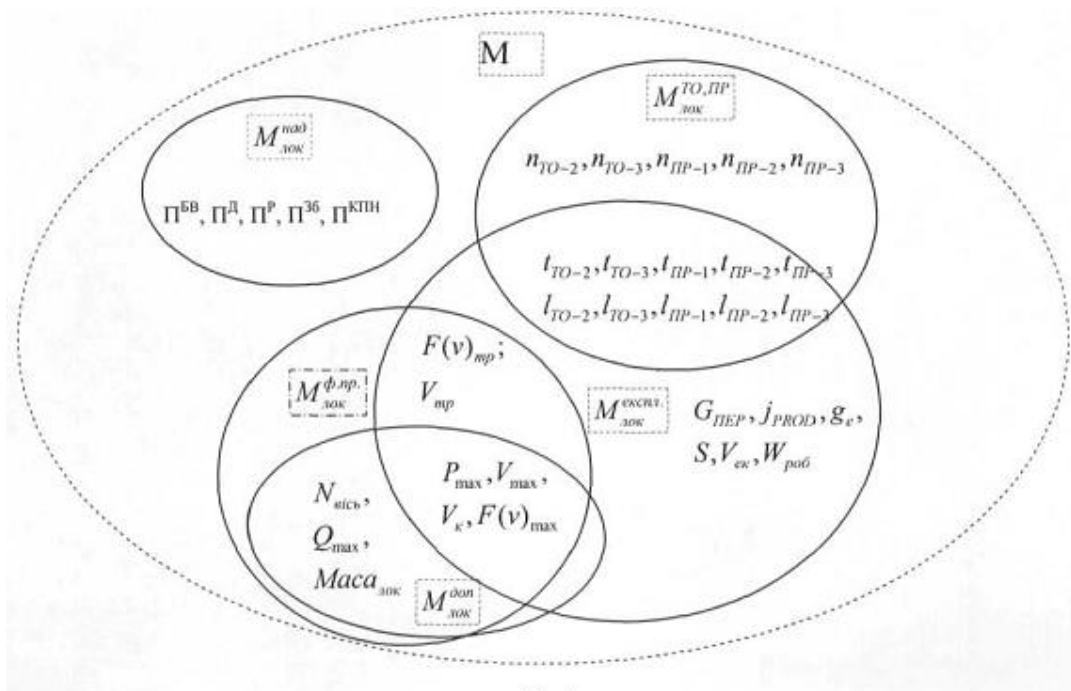 M
M_лок^над
П^БВ, П^Д, П^Р, П^Зб, П^КПН
M_лок^ТО,ПР
n_ТО−2, n_ТО−3, n_ПР−1, n_ПР−2, n_ПР−3
t_ТО−2, t_ТО−3, t_ПР−1, t_ПР−2, t_ПР−3
l_ТО−2, l_ТО−3, l_ПР−1, l_ПР−2, l_ПР−3
M_лок^ф.пр.
F(v)_тр;
V_тр
M_лок^експл.
G_ПЕР, j_PROD, g_e,
S, V_ек, W_роб
N_вісь,
Q_max,
Маса_лок
P_max, V_max,
V_к, F(v)_max
M_лок^доп